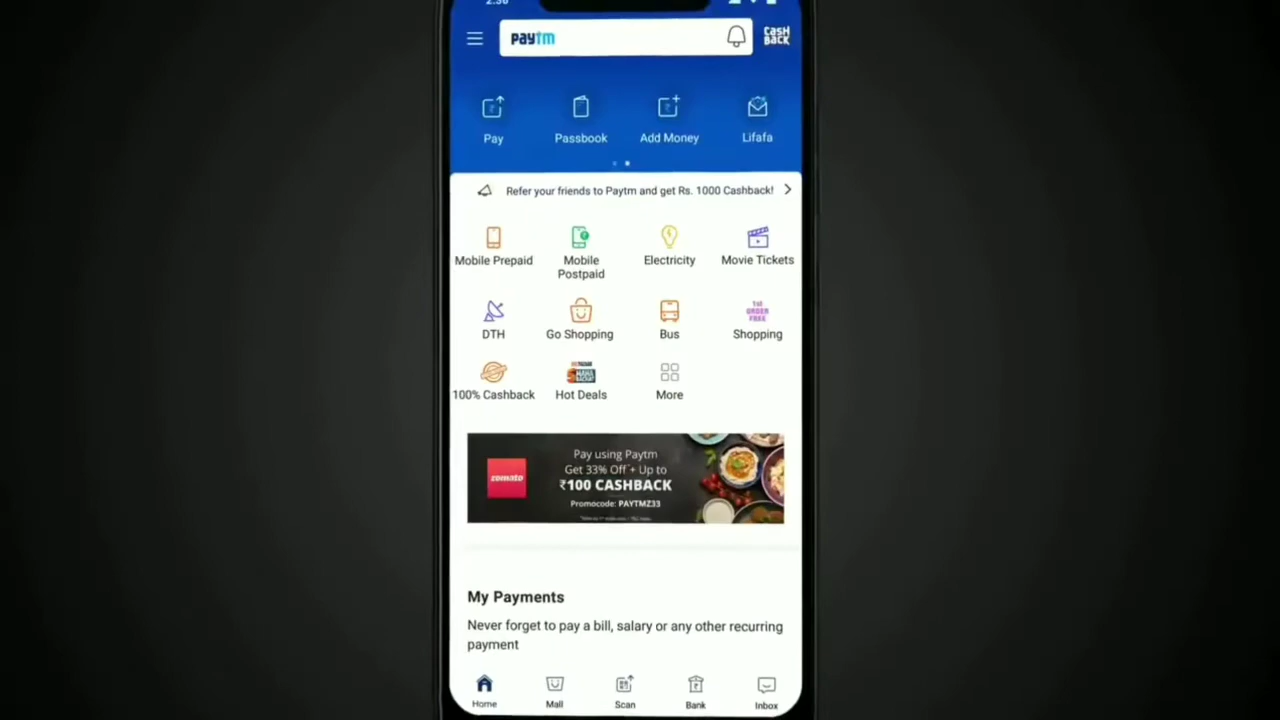 paytm
CASH
BACK
Pay
Passbook
Add Money
Lifafa
Refer your friends to Paytm and get Rs. 1000 Cashback!
Mobile Prepaid
Mobile
Postpaid
Electricity
Movie Tickets
DTH
Go Shopping
Bus
1ST
ORDER
FREE
Shopping
100% Cashback
Hot Deals
More
zomato
Pay using Paytm
Get 33% Off + Up to
₹100 CASHBACK
Promocode: PAYTMZ33
My Payments
Never forget to pay a bill, salary or any other recurring
payment
Home
Mall
Scan
Bank
Inbox